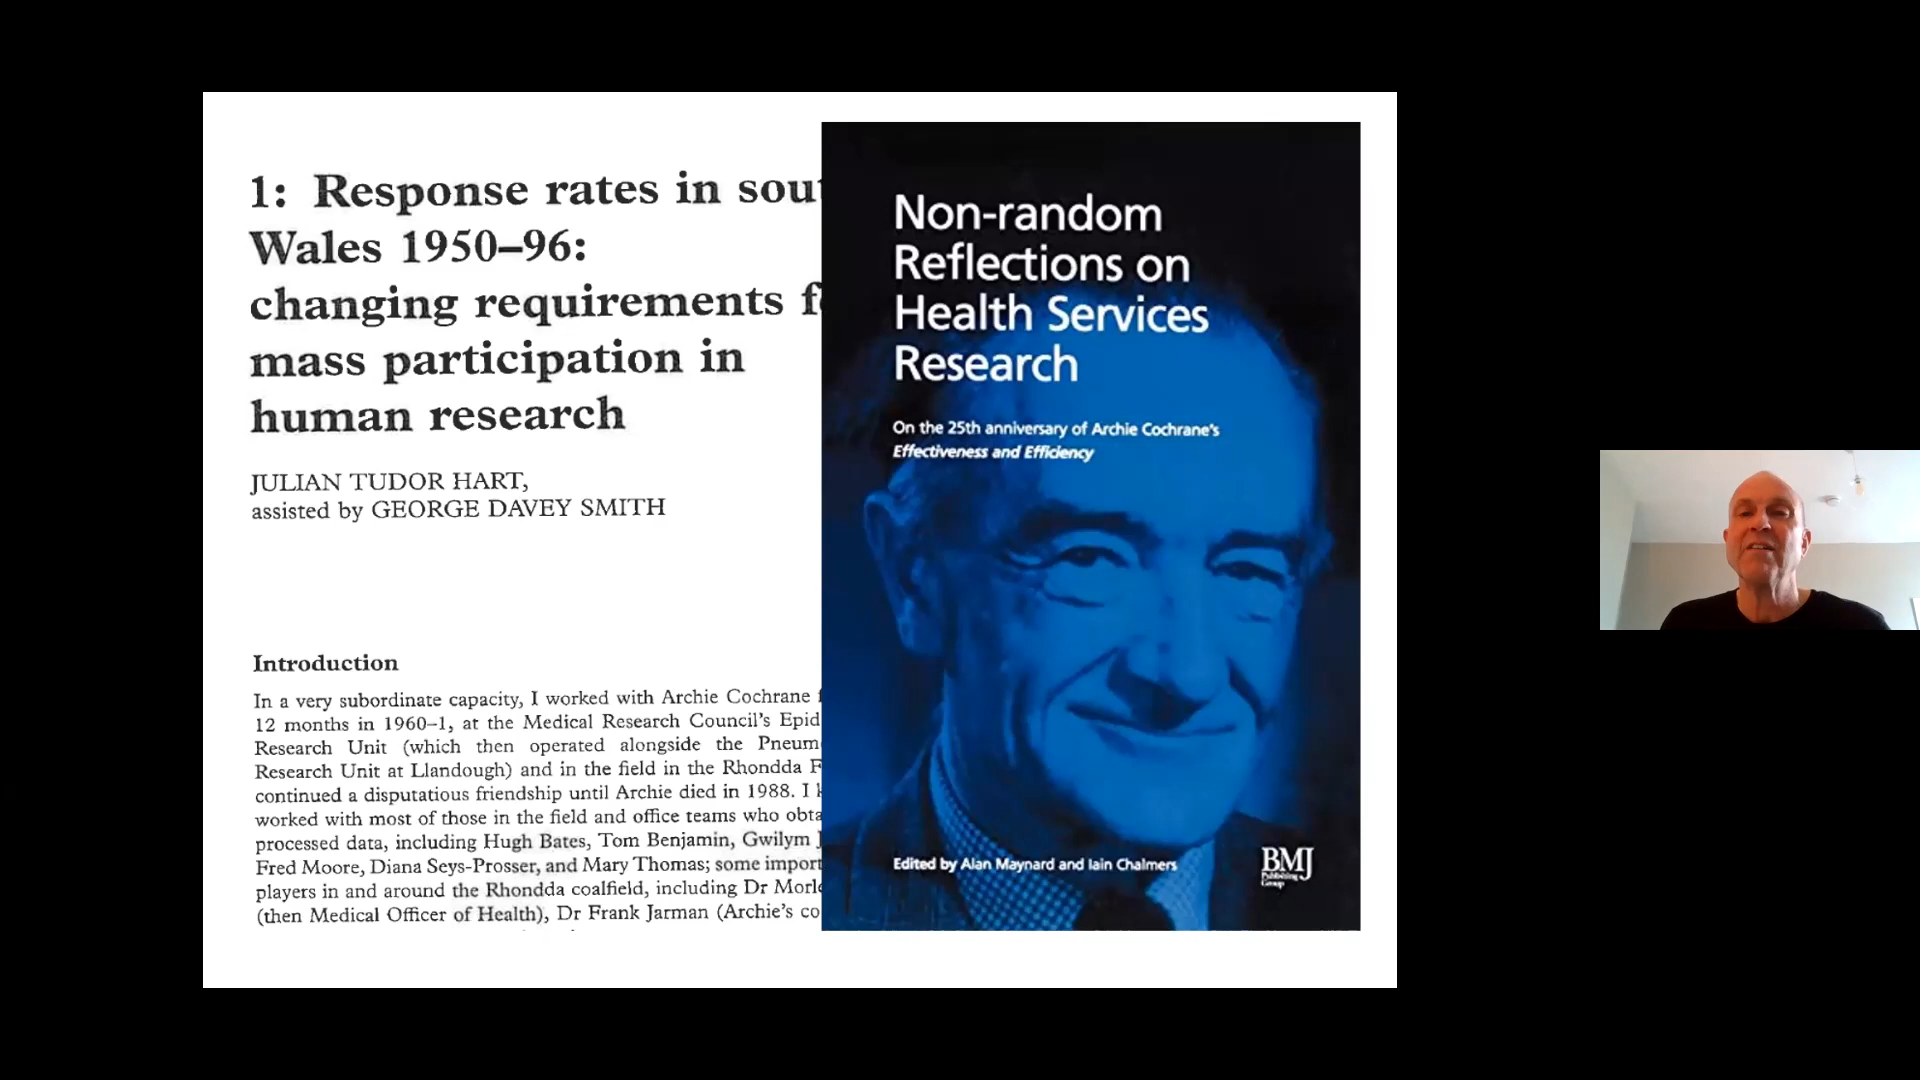 1: Response rates in sou
Wales 1950–96:
changing requirements f
mass participation in
human research
JULIAN TUDOR HART,
assisted by GEORGE DAVEY SMITH
Introduction
In a very subordinate capacity, I worked with Archie Cochrane
12 months in 1960–1, at the Medical Research Council's Epid
Research Unit (which then operated alongside the Pneum
Research Unit at Llandough) and in the field in the Rhondda F
continued a disputatious friendship until Archie died in 1988. I
worked with most of those in the field and office teams who obta
processed data, including Hugh Bates, Tom Benjamin, Gwilym J
Fred Moore, Diana Seys-Prosser, and Mary Thomas; some import
players in and around the Rhondda coalfield, including Dr Morl
(then Medical Officer of Health), Dr Frank Jarman (Archie's co
Non-random
Reflections on
Health Services
Research
On the 25th anniversary of Archie Cochrane's
Effectiveness and Efficiency
Edited by Alan Maynard and Iain Chalmers
BMJ
Publishing
Group